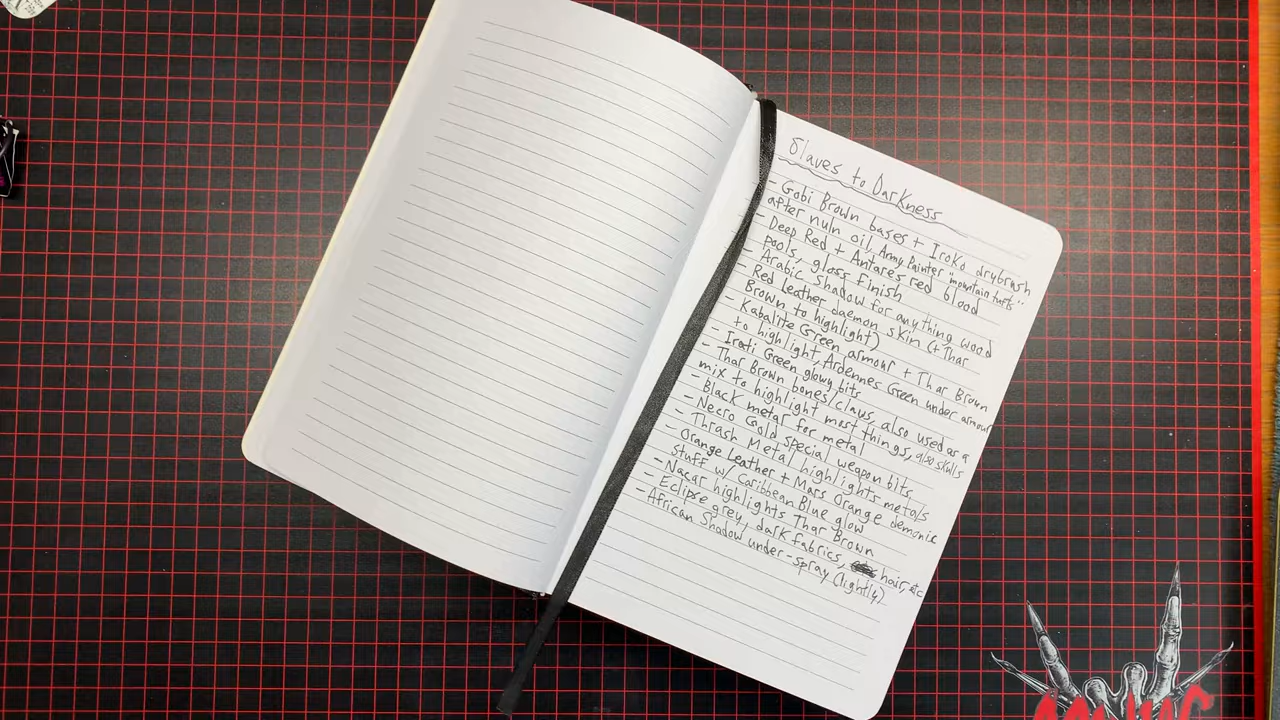 Slaves to Darkness
- Gobi Brown bases + Iroko drybrush
after nuln oil, Army Painter "mountain tufts"
- Deep Red + Antares red blood
pools, gloss finish
- Arabic Shadow for anything wood
- Red leather daemon skin (+ Thar
Brown to highlight)
- Kabalite Green armour + Thar Brown
to highlight, Ardennes Green under armour
- Irati Green glowy bits
- Thar Brown bones/claws, also used as a
mix to highlight most things, also skulls
- Black metal for metal
- Necro Gold special weapon bits
- Thrash Metal highlights metals
- Orange Leather + Mars Orange demonic
stuff w/ Caribbean Blue glow
- Nacar highlights Thar Brown
- Eclipse grey, dark fabrics, hair, etc
- African Shadow under-spray (lightly)